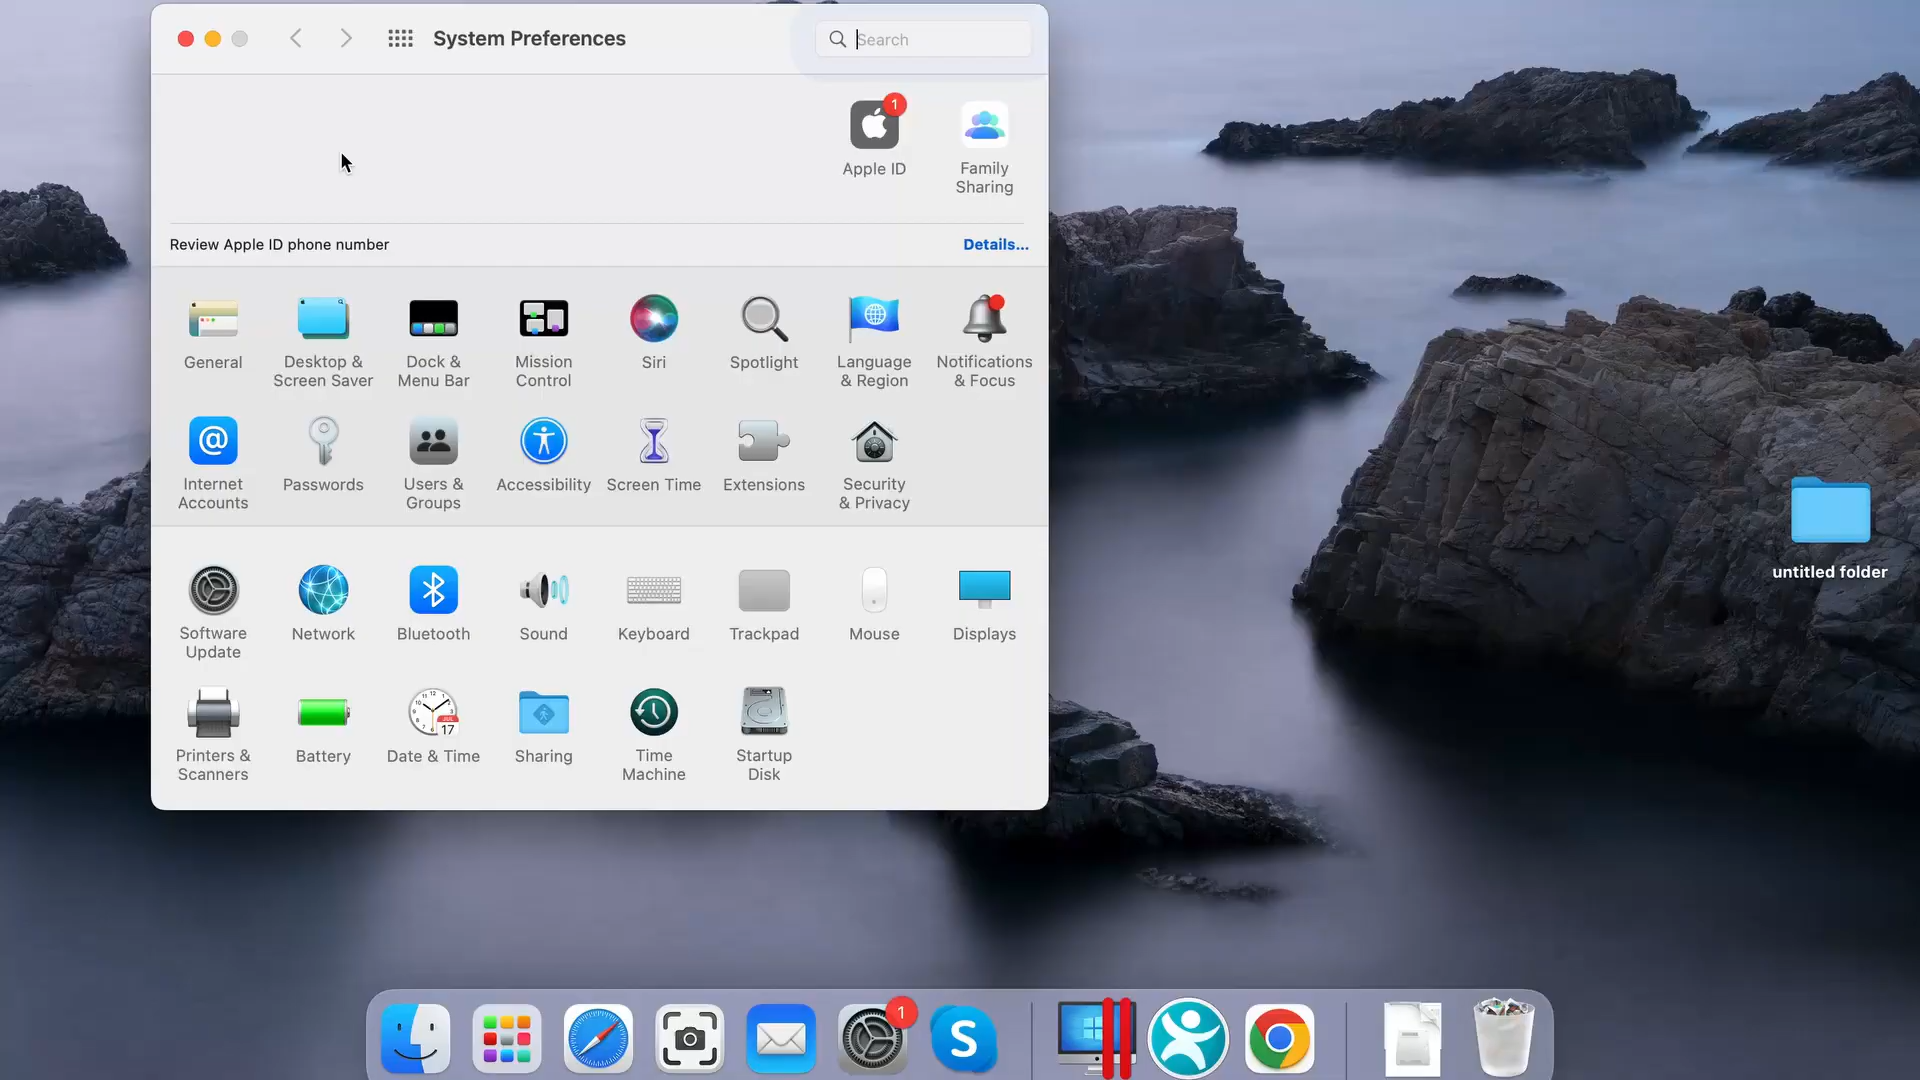 System Preferences
Search
1
Apple ID
Family
Sharing
Review Apple ID phone number
Details...
General
Desktop &
Screen Saver
Dock &
Menu Bar
Mission
Control
Siri
Spotlight
Language
& Region
Notifications
& Focus
@
Internet
Accounts
Passwords
Users &
Groups
Accessibility
Screen Time
Extensions
Security
& Privacy
Software
Update
Network
Bluetooth
Sound
Keyboard
Trackpad
Mouse
Displays
JUL
17
Printers &
Scanners
Battery
Date & Time
Sharing
Time
Machine
Startup
Disk
untitled folder
1
S